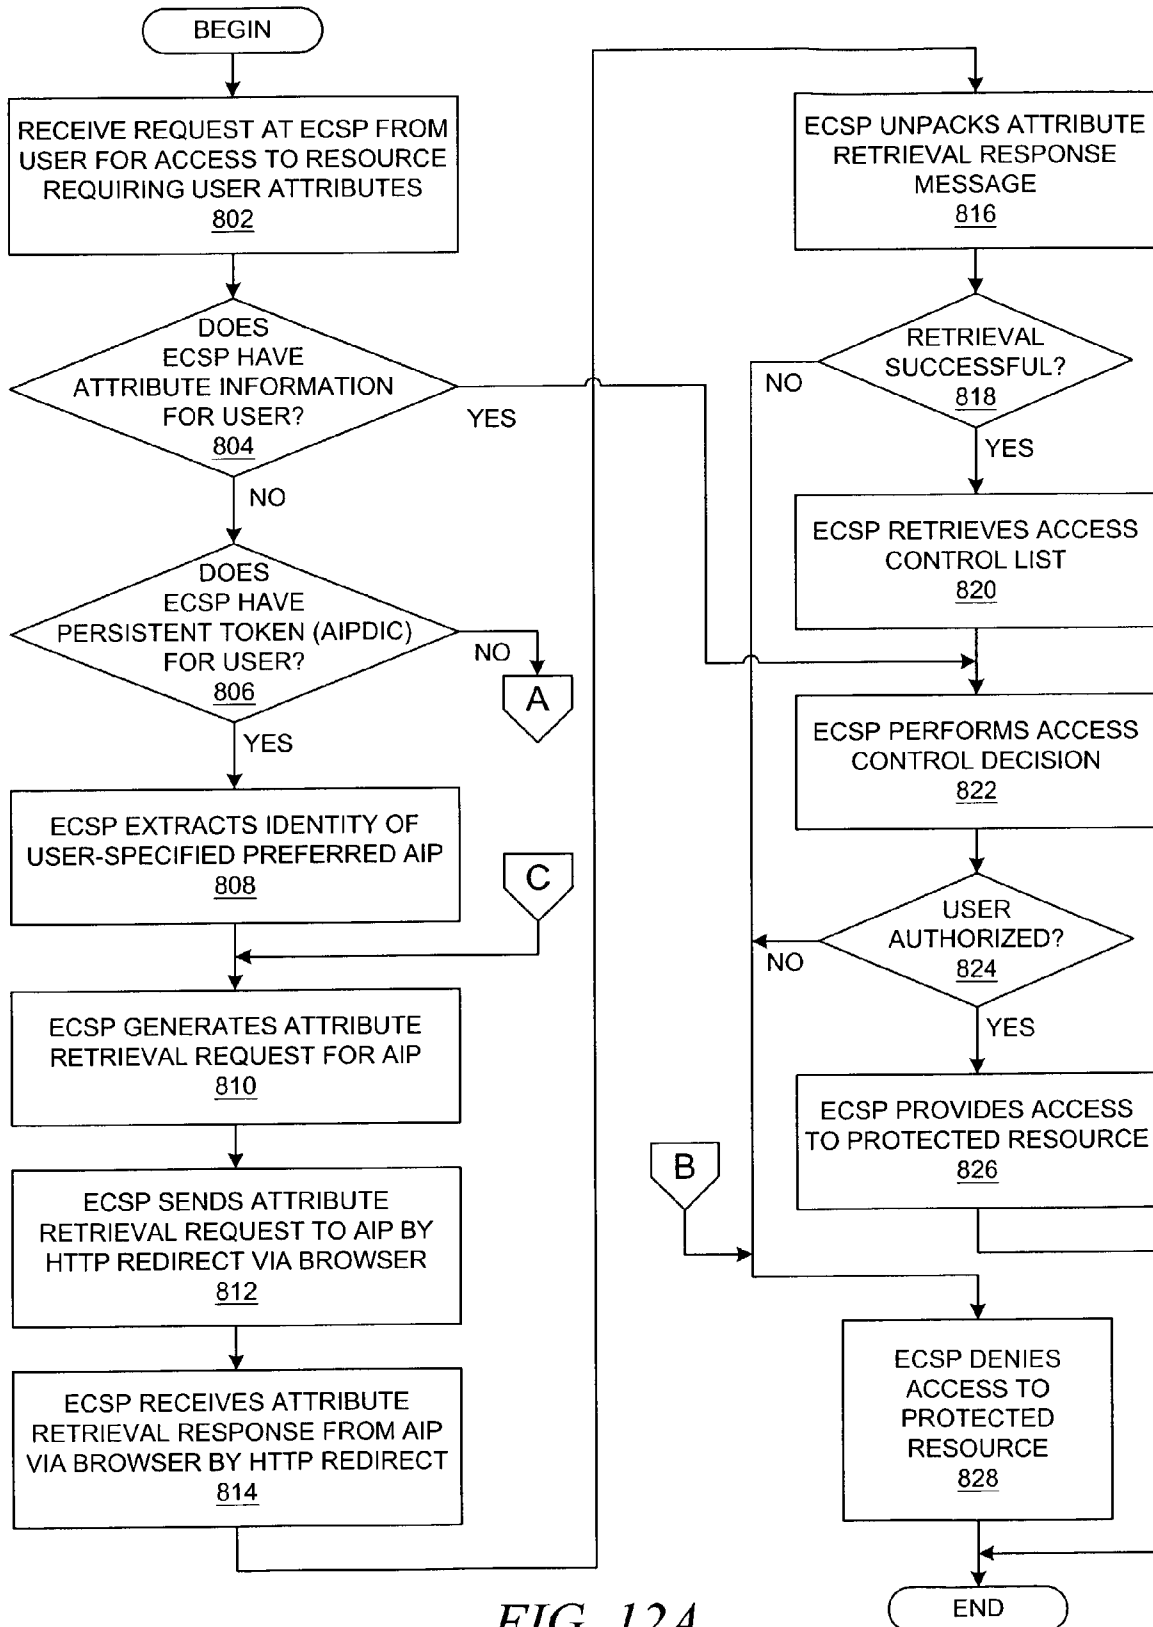 BEGIN
RECEIVE REQUEST AT ECSP FROM
USER FOR ACCESS TO RESOURCE
REQUIRING USER ATTRIBUTES
802
DOES
ECSP HAVE
ATTRIBUTE INFORMATION
FOR USER?
804
YES
NO
DOES
ECSP HAVE
PERSISTENT TOKEN (AIPDIC)
FOR USER?
806
NO
A
YES
ECSP EXTRACTS IDENTITY OF
USER-SPECIFIED PREFERRED AIP
808
C
ECSP GENERATES ATTRIBUTE
RETRIEVAL REQUEST FOR AIP
810
ECSP SENDS ATTRIBUTE
RETRIEVAL REQUEST TO AIP BY
HTTP REDIRECT VIA BROWSER
812
ECSP RECEIVES ATTRIBUTE
RETRIEVAL RESPONSE FROM AIP
VIA BROWSER BY HTTP REDIRECT
814
ECSP UNPACKS ATTRIBUTE
RETRIEVAL RESPONSE
MESSAGE
816
RETRIEVAL
SUCCESSFUL?
818
NO
YES
ECSP RETRIEVES ACCESS
CONTROL LIST
820
ECSP PERFORMS ACCESS
CONTROL DECISION
822
USER
AUTHORIZED?
824
NO
YES
ECSP PROVIDES ACCESS
TO PROTECTED RESOURCE
826
B
ECSP DENIES
ACCESS TO
PROTECTED
RESOURCE
828
END
FIG. 12A